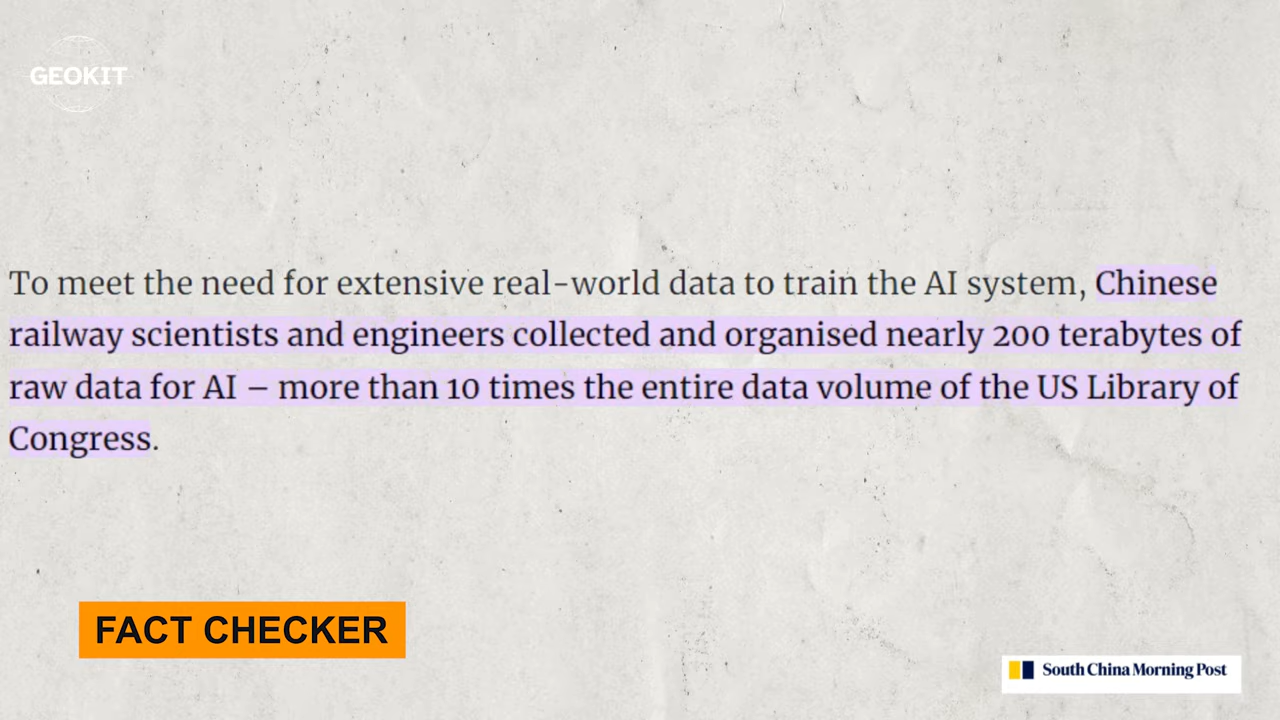 GEOKIT
To meet the need for extensive real-world data to train the AI system, Chinese
railway scientists and engineers collected and organised nearly 200 terabytes of
raw data for AI – more than 10 times the entire data volume of the US Library of
Congress.
FACT CHECKER
South China Morning Post